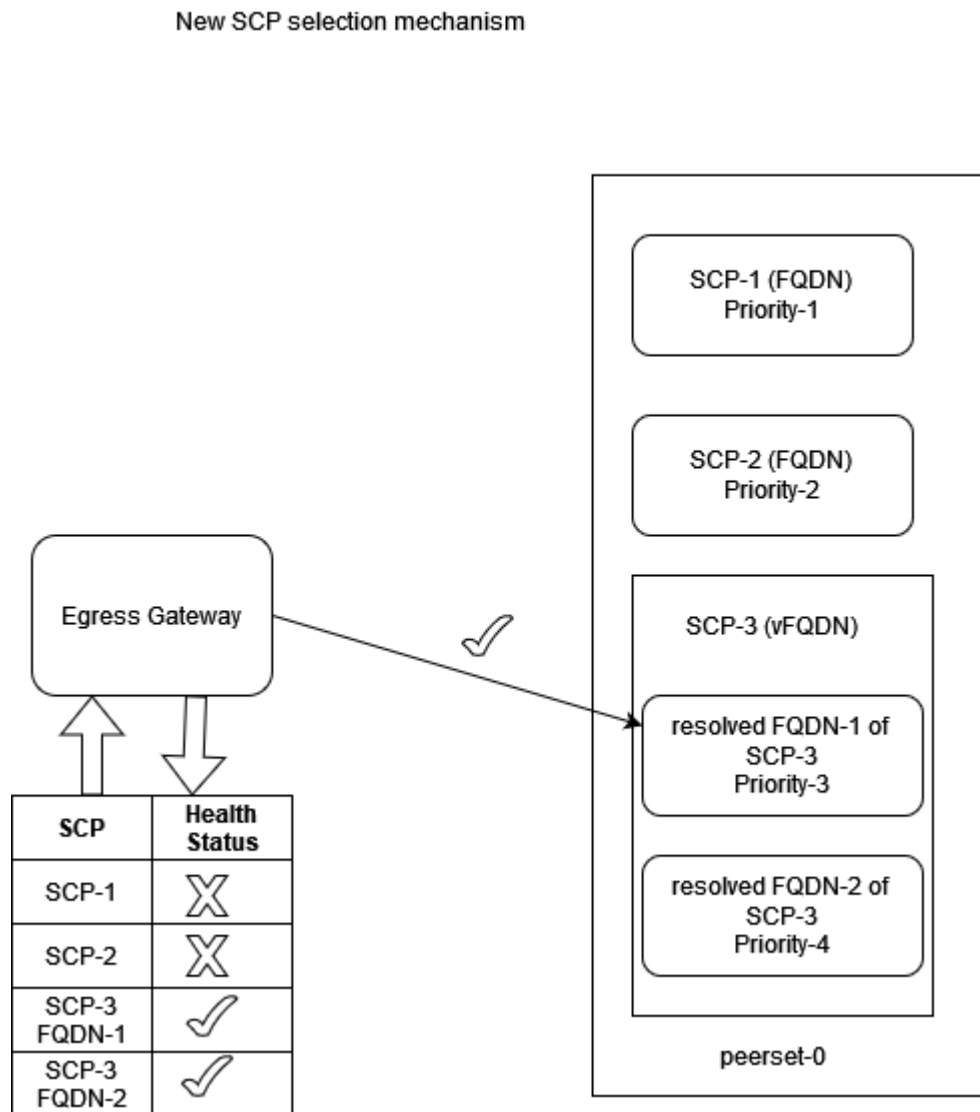 New SCP selection mechanism
SCP-1 (FQDN)
Priority-1
SCP-2 (FQDN)
Priority-2
Egress Gateway
SCP-3 (vFQDN)
resolved FQDN-1 of
SCP-3
Priority-3
resolved FQDN-2 of
SCP-3
Priority-4
peerset-0
SCP
Health
Status
SCP-1
SCP-2
SCP-3
FQDN-1
SCP-3
FQDN-2